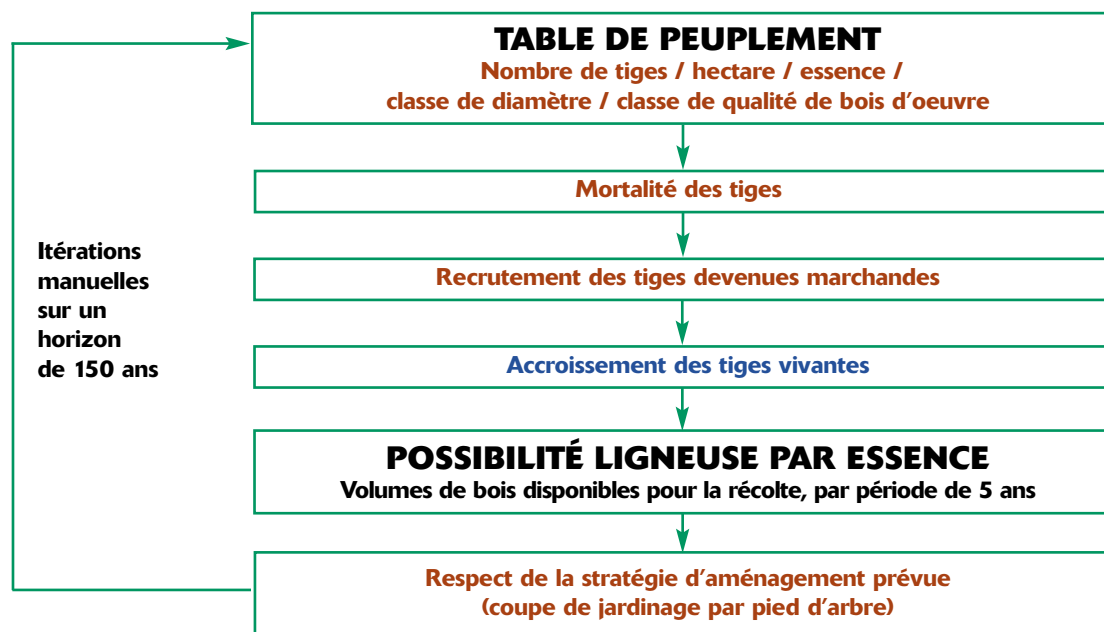 TABLE DE PEUPLEMENT
Nombre de tiges / hectare / essence /
classe de diamètre / classe de qualité de bois d'oeuvre
Mortalité des tiges
Itérations
manuelles
sur un
horizon
de 150 ans
Recrutement des tiges devenues marchandes
Accroissement des tiges vivantes
POSSIBILITÉ LIGNEUSE PAR ESSENCE
Volumes de bois disponibles pour la récolte, par période de 5 ans
Respect de la stratégie d'aménagement prévue
(coupe de jardinage par pied d'arbre)